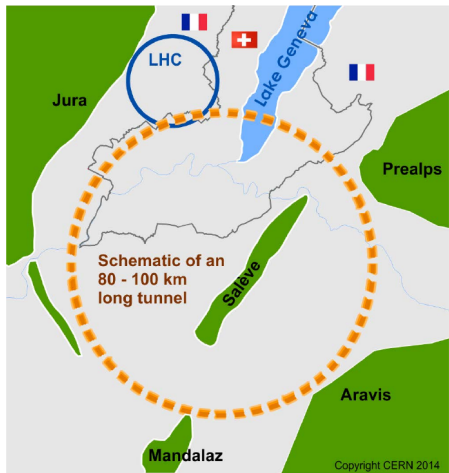 LHC
Lake Geneva
Jura
Prealps
Schematic of an
80 - 100 km
long tunnel
Salève
Aravis
Mandalaz
Copyright CERN 2014